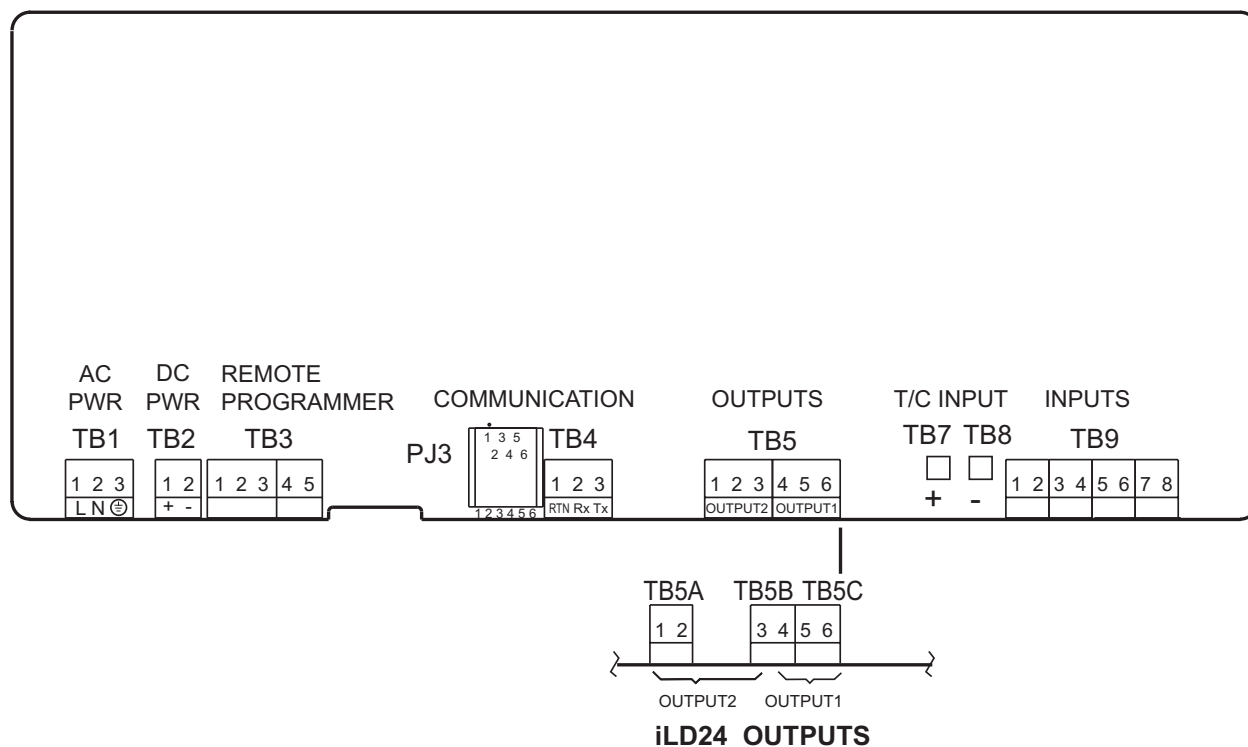 AC DC REMOTE
PWR PWR PROGRAMMER COMMUNICATION OUTPUTS T/C INPUT INPUTS
TB1 TB2 TB3 PJ3 TB4 TB5 TB7 TB8 TB9
1 3 5
2 4 6
1 2 3 1 2 1 2 3 4 5 1 2 3 1 2 3 4 5 6 1 2 3 4 5 6 7 8
L N + - 1 2 3 4 5 6 RTN Rx Tx OUTPUT2 OUTPUT1 + -
TB5A TB5B TB5C
1 2 3 4 5 6
OUTPUT2 OUTPUT1
iLD24 OUTPUTS